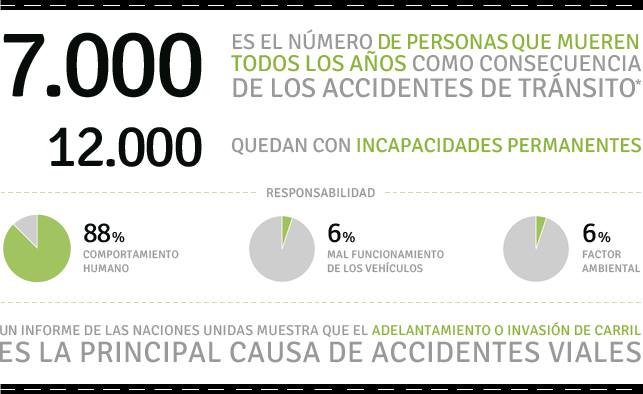 7.000
ES EL NÚMERO DE PERSONAS QUE MUEREN
TODOS LOS AÑOS COMO CONSECUENCIA
DE LOS ACCIDENTES DE TRÁNSITO*
12.000
QUEDAN CON INCAPACIDADES PERMANENTES
RESPONSABILIDAD
88%
COMPORTAMIENTO
HUMANO
6%
MAL FUNCIONAMIENTO
DE LOS VEHÍCULOS
6%
FACTOR
AMBIENTAL
UN INFORME DE LAS NACIONES UNIDAS MUESTRA QUE EL ADELANTAMIENTO O INVASIÓN DE CARRIL
ES LA PRINCIPAL CAUSA DE ACCIDENTES VIALES